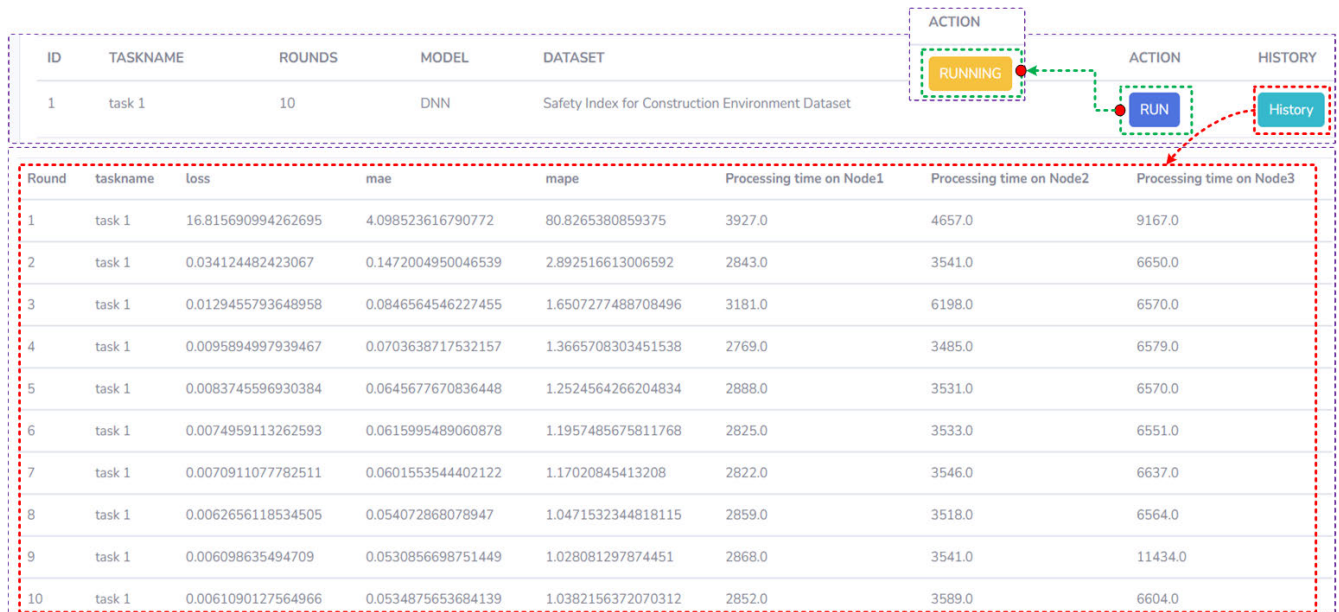 ACTION
ID TASKNAME ROUNDS MODEL DATASET RUNNING ACTION HISTORY
1 task 1 10 DNN Safety Index for Construction Environment Dataset RUN History
Round taskname loss mae mape Processing time on Node1 Processing time on Node2 Processing time on Node3
1 task 1 16.815690994262695 4.098523616790772 80.8265380859375 3927.0 4657.0 9167.0
2 task 1 0.034124482423067 0.1472004950046539 2.892516613006592 2843.0 3541.0 6650.0
3 task 1 0.0129455793648958 0.0846564546227455 1.6507277488708496 3181.0 6198.0 6570.0
4 task 1 0.0095894997939467 0.0703638717532157 1.3665708303451538 2769.0 3485.0 6579.0
5 task 1 0.0083745596930384 0.0645677670836448 1.2524564266204834 2888.0 3531.0 6570.0
6 task 1 0.0074959113262593 0.0615995489060878 1.1957485675811768 2825.0 3533.0 6551.0
7 task 1 0.0070911077782511 0.0601553544402122 1.17020845413208 2822.0 3546.0 6637.0
8 task 1 0.0062656118534505 0.054072868078947 1.0471532344818115 2859.0 3518.0 6564.0
9 task 1 0.006098635494709 0.0530856698751449 1.028081297874451 2868.0 3541.0 11434.0
10 task 1 0.0061090127564966 0.0534875653684139 1.0382156372070312 2852.0 3589.0 6604.0